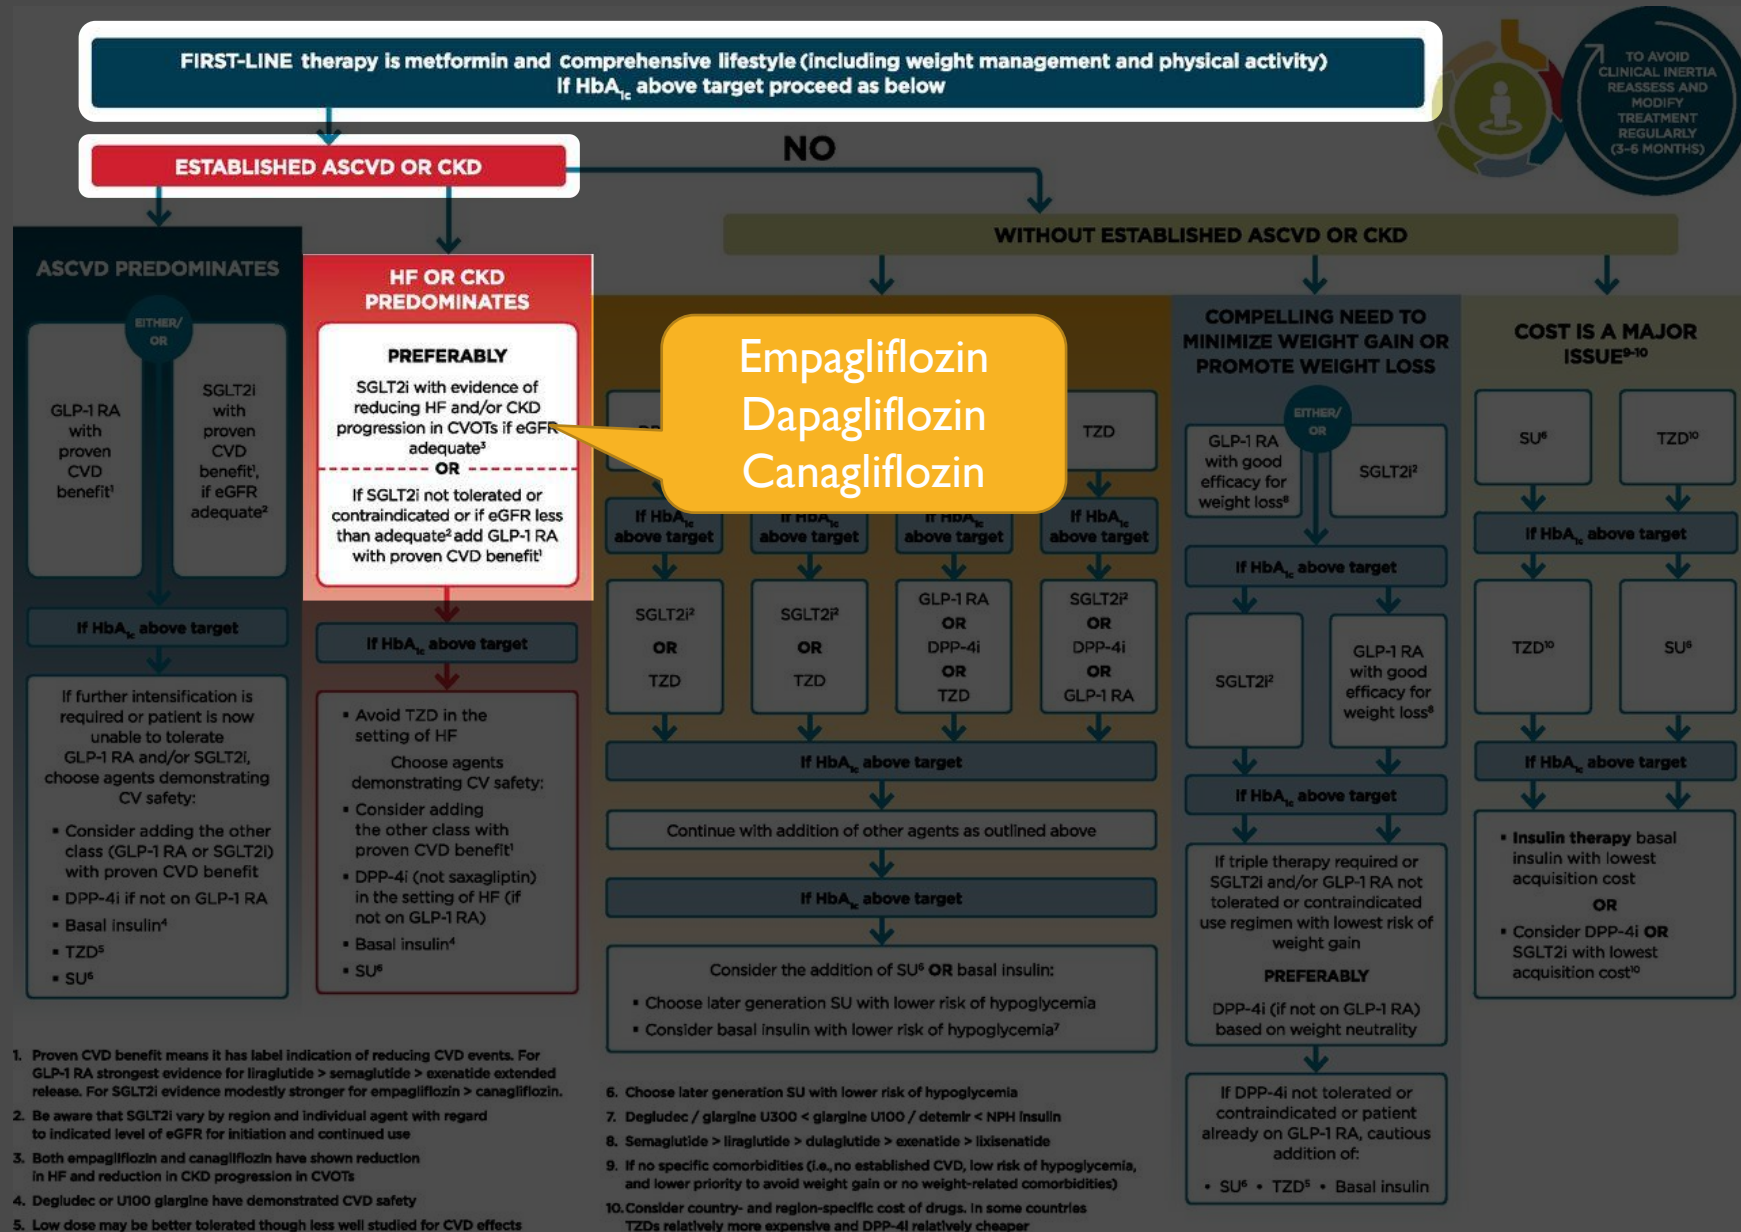 FIRST-LINE therapy is metformin and comprehensive lifestyle (including weight management and physical activity)
If HbA1c above target proceed as below
TO AVOID
CLINICAL INERTIA
REASSESS AND
MODIFY
TREATMENT
REGULARLY
(3-6 MONTHS)
ESTABLISHED ASCVD OR CKD
NO
WITHOUT ESTABLISHED ASCVD OR CKD
ASCVD PREDOMINATES
EITHER/
OR
GLP-1 RA
with
proven
CVD
benefit¹
SGLT2i
with
proven
CVD
benefit¹,
if eGFR
adequate²
If HbA1c above target
If further intensification is
required or patient is now
unable to tolerate
GLP-1 RA and/or SGLT2i,
choose agents demonstrating
CV safety:
▪ Consider adding the other
class (GLP-1 RA or SGLT2i)
with proven CVD benefit
▪ DPP-4i if not on GLP-1 RA
▪ Basal insulin⁴
▪ TZD⁵
▪ SU⁶
HF OR CKD
PREDOMINATES
PREFERABLY
SGLT2i with evidence of
reducing HF and/or CKD
progression in CVOTs if eGFR
adequate³
OR
If SGLT2i not tolerated or
contraindicated or if eGFR less
than adequate² add GLP-1 RA
with proven CVD benefit¹
If HbA1c above target
▪ Avoid TZD in the
setting of HF
Choose agents
demonstrating CV safety:
▪ Consider adding
the other class with
proven CVD benefit¹
▪ DPP-4i (not saxagliptin)
in the setting of HF (if
not on GLP-1 RA)
▪ Basal insulin⁴
▪ SU⁶
Empagliflozin
Dapagliflozin
Canagliflozin
TZD
If HbA1c
above target
If HbA1c
above target
If HbA1c
above target
If HbA1c
above target
SGLT2i²
OR
TZD
SGLT2i²
OR
TZD
GLP-1 RA
OR
DPP-4i
OR
TZD
SGLT2i²
OR
DPP-4i
OR
GLP-1 RA
If HbA1c above target
Continue with addition of other agents as outlined above
If HbA1c above target
Consider the addition of SU⁶ OR basal insulin:
▪ Choose later generation SU with lower risk of hypoglycemia
▪ Consider basal insulin with lower risk of hypoglycemia⁷
COMPELLING NEED TO
MINIMIZE WEIGHT GAIN OR
PROMOTE WEIGHT LOSS
EITHER/
OR
GLP-1 RA
with good
efficacy for
weight loss⁸
SGLT2i²
If HbA1c above target
SGLT2i²
GLP-1 RA
with good
efficacy for
weight loss⁸
If HbA1c above target
If triple therapy required or
SGLT2i and/or GLP-1 RA not
tolerated or contraindicated
use regimen with lowest risk of
weight gain
PREFERABLY
DPP-4i (if not on GLP-1 RA)
based on weight neutrality
If DPP-4i not tolerated or
contraindicated or patient
already on GLP-1 RA, cautious
addition of:
• SU⁶ • TZD⁵ • Basal insulin
COST IS A MAJOR
ISSUE⁹⁻¹⁰
SU⁶
TZD¹⁰
If HbA1c above target
TZD¹⁰
SU⁶
If HbA1c above target
▪ Insulin therapy basal
insulin with lowest
acquisition cost
OR
▪ Consider DPP-4i OR
SGLT2i with lowest
acquisition cost¹⁰
1. Proven CVD benefit means it has label indication of reducing CVD events. For
GLP-1 RA strongest evidence for liraglutide > semaglutide > exenatide extended
release. For SGLT2i evidence modestly stronger for empagliflozin > canagliflozin.
2. Be aware that SGLT2i vary by region and individual agent with regard
to indicated level of eGFR for initiation and continued use
3. Both empagliflozin and canagliflozin have shown reduction
in HF and reduction in CKD progression in CVOTs
4. Degludec or U100 glargine have demonstrated CVD safety
5. Low dose may be better tolerated though less well studied for CVD effects
6. Choose later generation SU with lower risk of hypoglycemia
7. Degludec / glargine U300 < glargine U100 / detemir < NPH insulin
8. Semaglutide > liraglutide > dulaglutide > exenatide > lixisenatide
9. If no specific comorbidities (i.e., no established CVD, low risk of hypoglycemia,
and lower priority to avoid weight gain or no weight-related comorbidities)
10. Consider country- and region-specific cost of drugs. In some countries
TZDs relatively more expensive and DPP-4i relatively cheaper